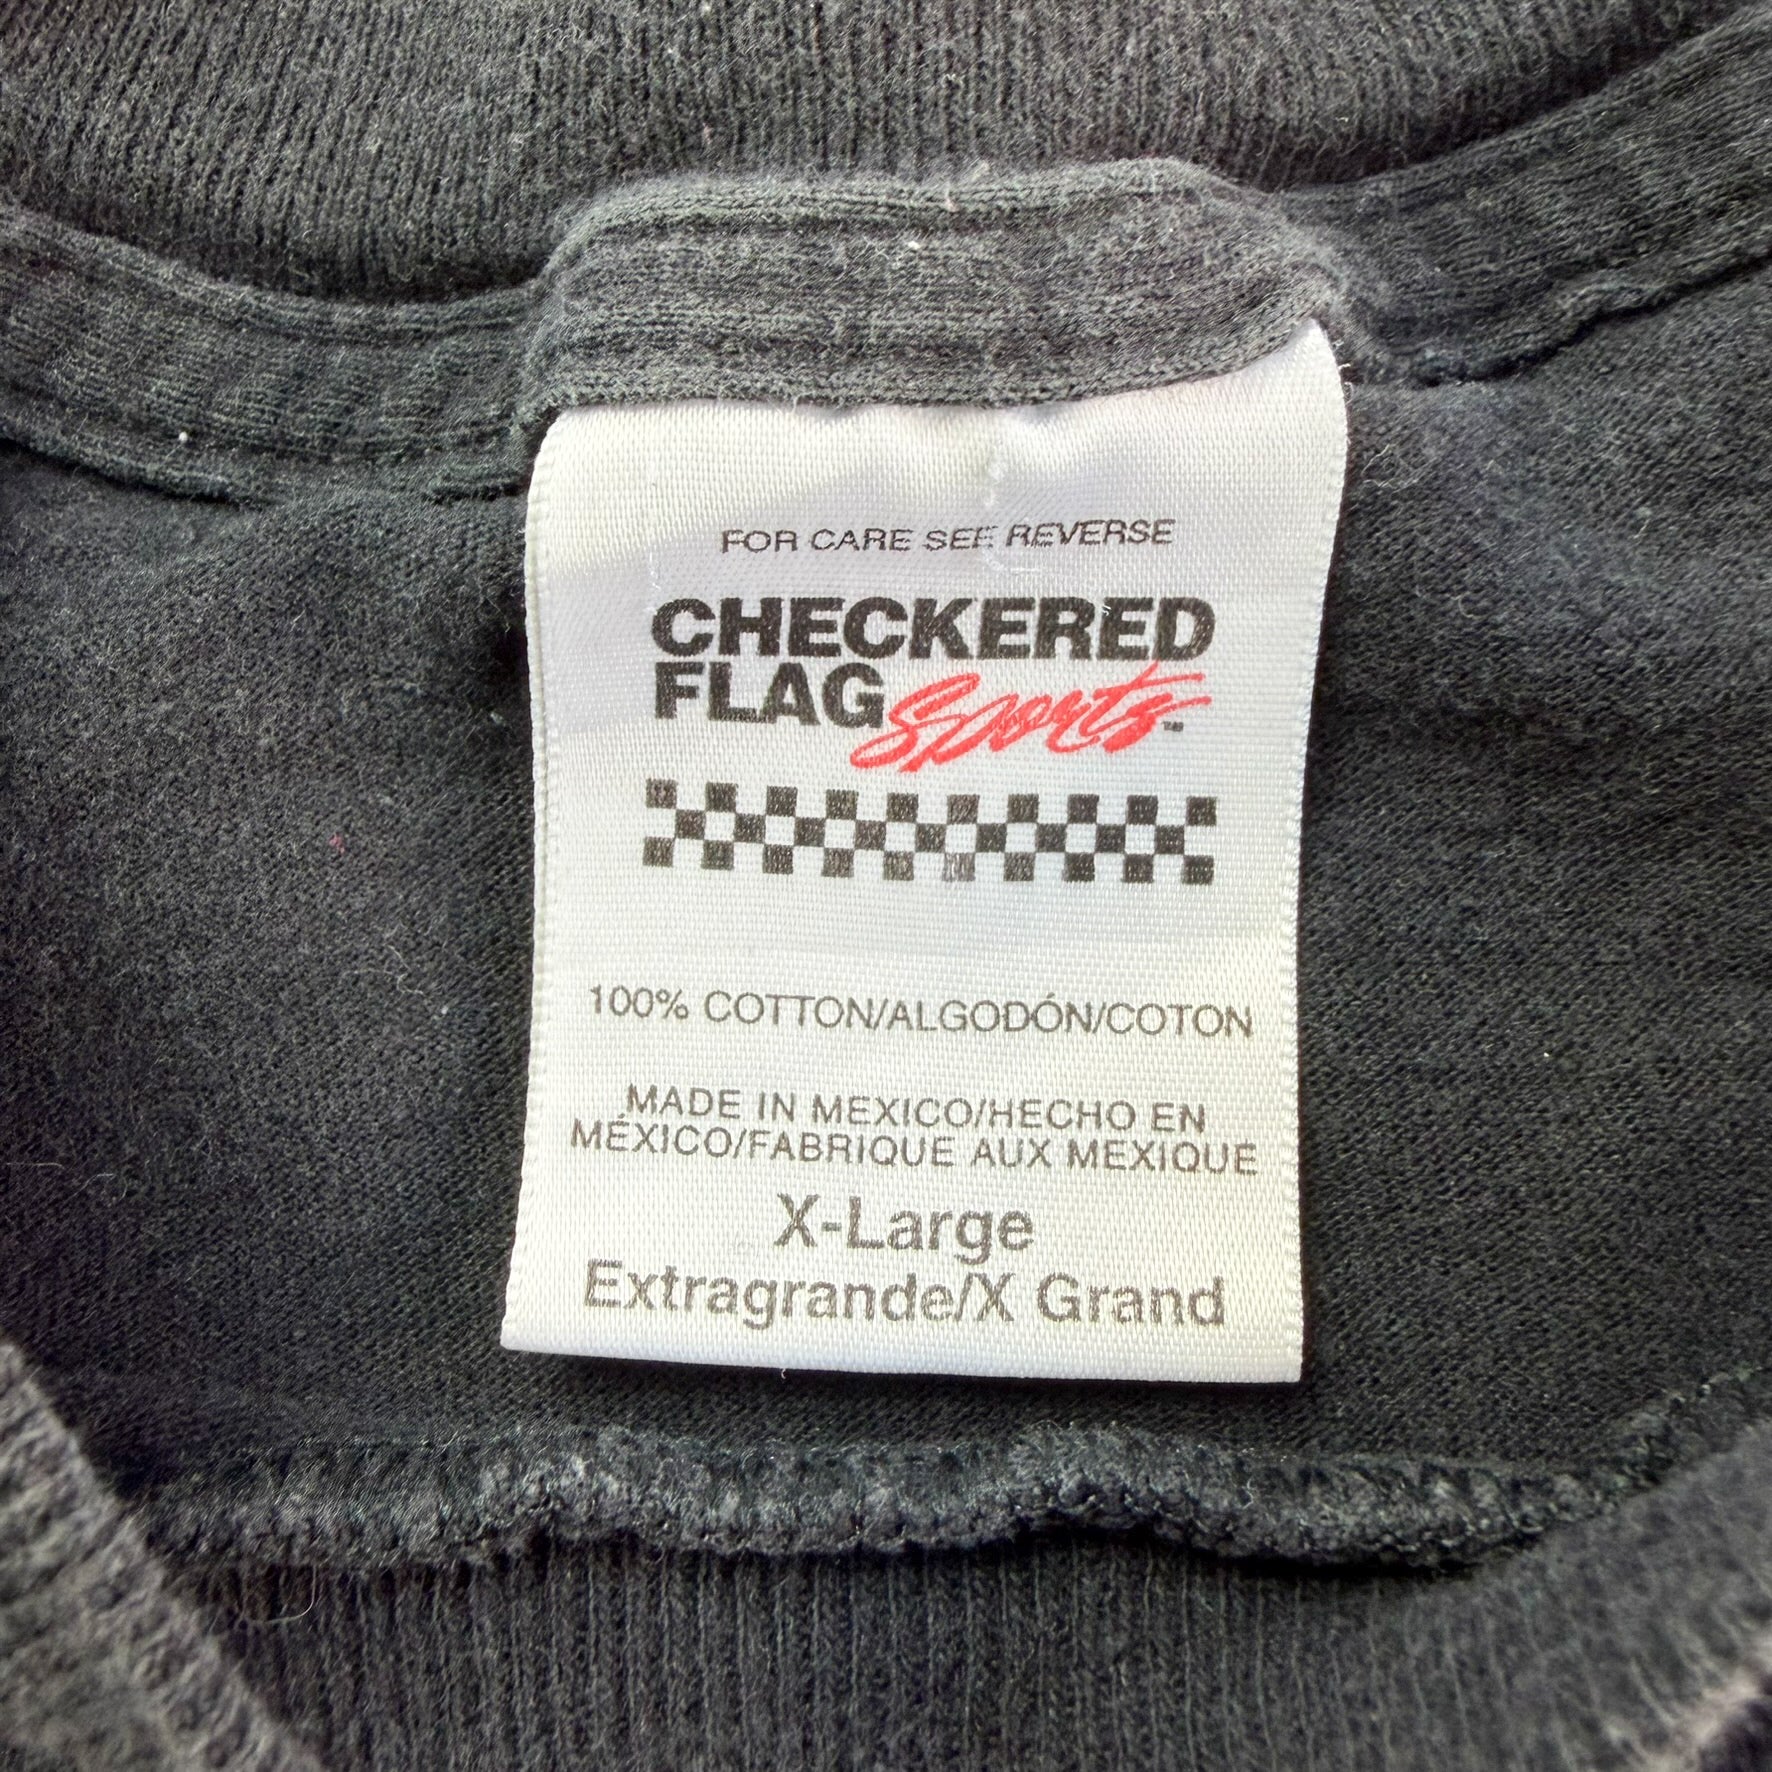 FOR CARE SEE REVERSE
CHECKERED
FLAG Sports™
100% COTTON/ALGODÓN/COTON
MADE IN MEXICO/HECHO EN
MÉXICO/FABRIQUE AUX MEXIQUE
X-Large
Extragrande/X Grand